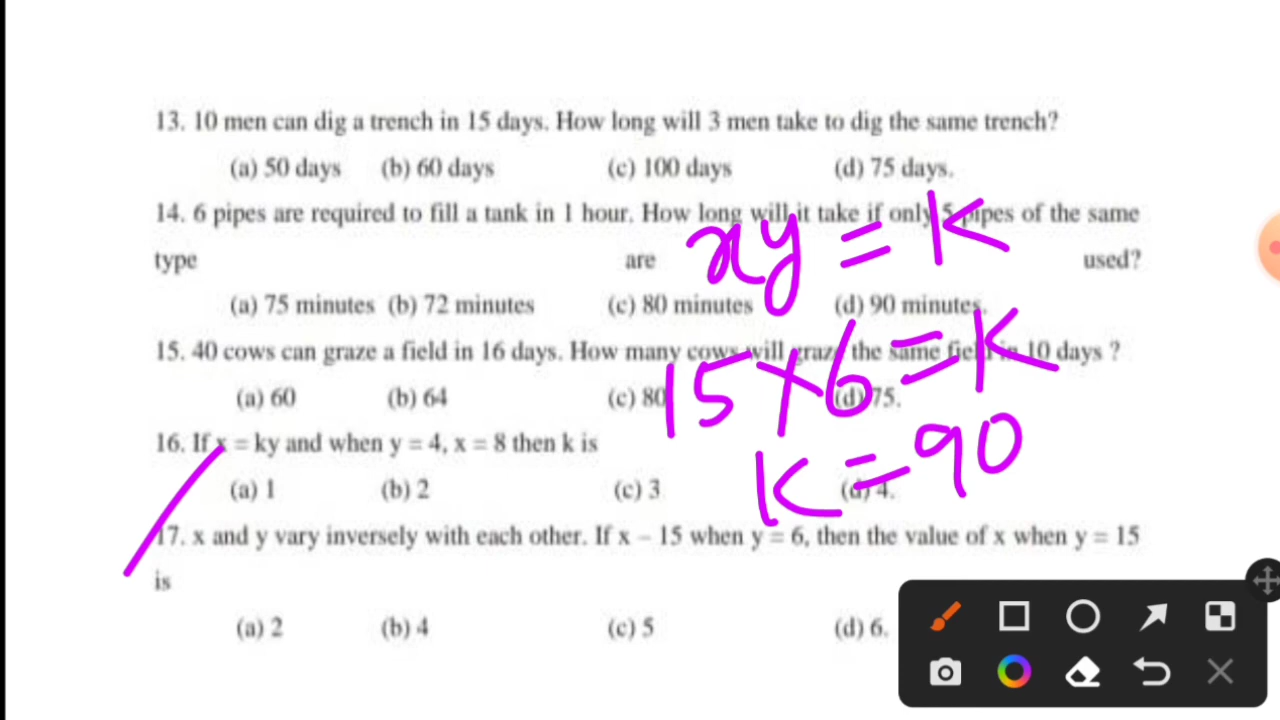 13. 10 men can dig a trench in 15 days. How long will 3 men take to dig the same trench?
(a) 50 days (b) 60 days (c) 100 days (d) 75 days.
14. 6 pipes are required to fill a tank in 1 hour. How long will it take if only 5 pipes of the same
type are used?
xy = K
(a) 75 minutes (b) 72 minutes (c) 80 minutes (d) 90 minutes.
15. 40 cows can graze a field in 16 days. How many cows will graze the same field in 10 days ?
15 × 6 = K
(a) 60 (b) 64 (c) 80 (d) 75.
16. If x = ky and when y = 4, x = 8 then k is
K = 90
(a) 1 (b) 2 (c) 3 (d) 4.
17. x and y vary inversely with each other. If x – 15 when y = 6, then the value of x when y = 15
is
(a) 2 (b) 4 (c) 5 (d) 6.